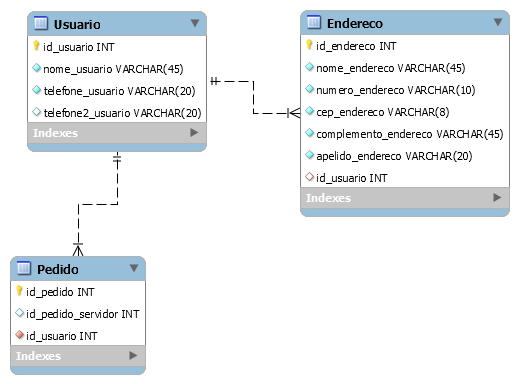 Usuario
id_usuario INT
nome_usuario VARCHAR(45)
telefone_usuario VARCHAR(20)
telefone2_usuario VARCHAR(20)
Indexes
Endereco
id_endereco INT
nome_endereco VARCHAR(45)
numero_endereco VARCHAR(10)
cep_endereco VARCHAR(8)
complemento_endereco VARCHAR(45)
apelido_endereco VARCHAR(20)
id_usuario INT
Indexes
Pedido
id_pedido INT
id_pedido_servidor INT
id_usuario INT
Indexes